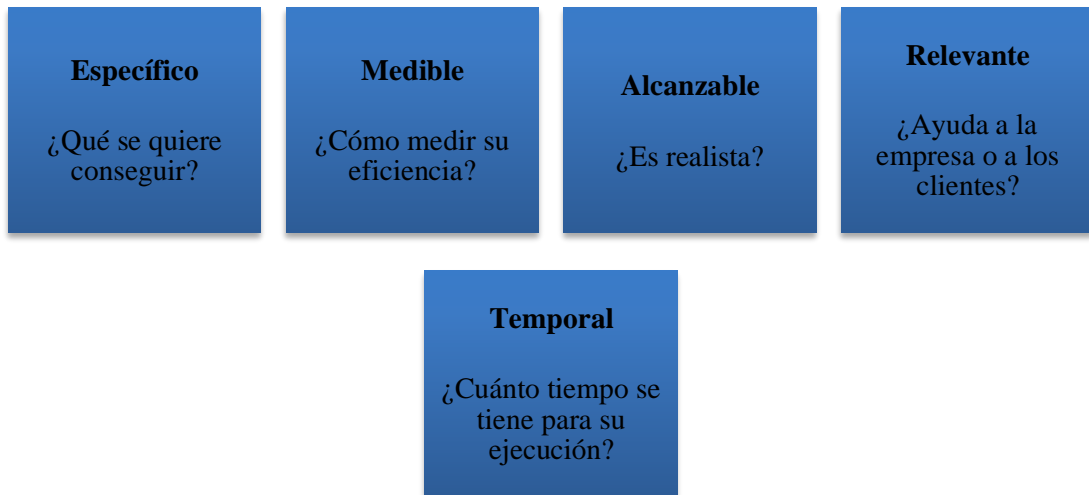 Específico
¿Qué se quiere
conseguir?
Medible
¿Cómo medir su
eficiencia?
Alcanzable
¿Es realista?
Relevante
¿Ayuda a la
empresa o a los
clientes?
Temporal
¿Cuánto tiempo se
tiene para su
ejecución?